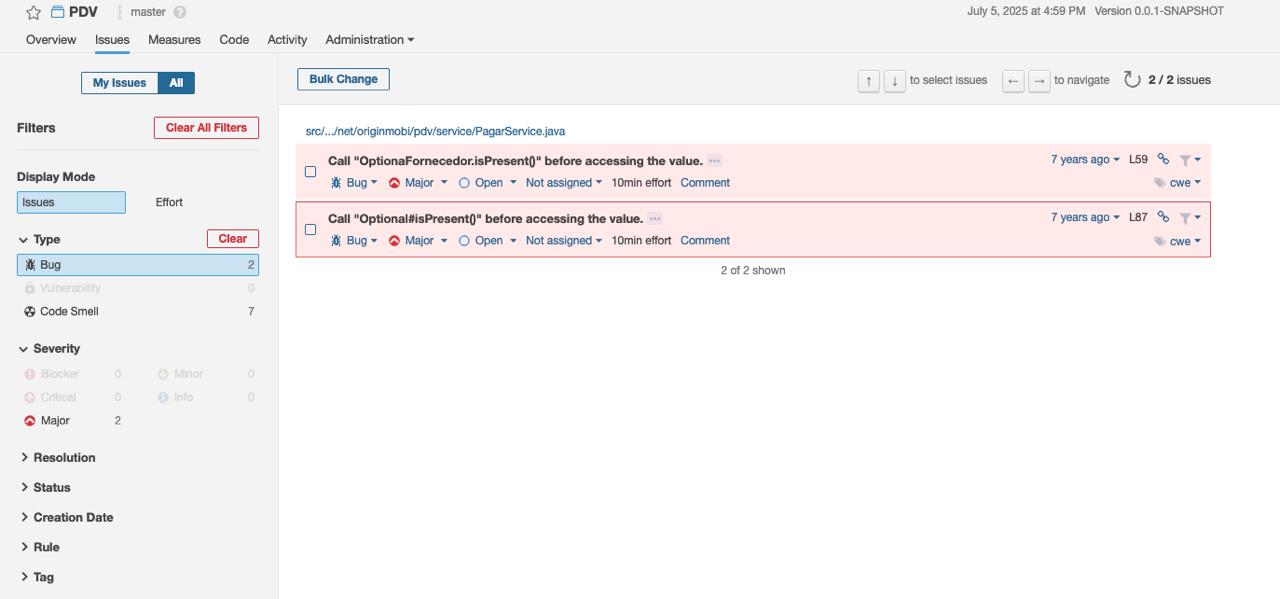 PDV master July 5, 2025 at 4:59 PM Version 0.0.1-SNAPSHOT
Overview Issues Measures Code Activity Administration
My Issues All
Bulk Change
↑ ↓ to select issues ← → to navigate 2 / 2 issues
Filters Clear All Filters
Display Mode
Issues Effort
Type Clear
Bug 2
Vulnerability 0
Code Smell 7
Severity
Blocker 0 Minor 0
Critical 0 Info 0
Major 2
Resolution
Status
Creation Date
Rule
Tag
src/.../net/originmobi/pdv/service/PagarService.java
Call "OptionaFornecedor.isPresent()" before accessing the value. 7 years ago L59
Bug Major Open Not assigned 10min effort Comment cwe
Call "Optional#isPresent()" before accessing the value. 7 years ago L87
Bug Major Open Not assigned 10min effort Comment cwe
2 of 2 shown